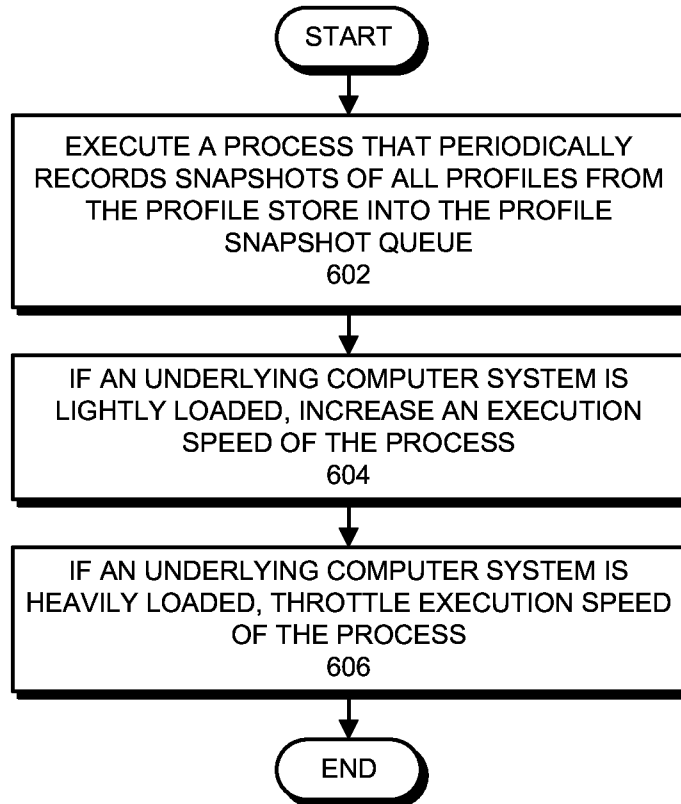 START
EXECUTE A PROCESS THAT PERIODICALLY
RECORDS SNAPSHOTS OF ALL PROFILES FROM
THE PROFILE STORE INTO THE PROFILE
SNAPSHOT QUEUE
602
IF AN UNDERLYING COMPUTER SYSTEM IS
LIGHTLY LOADED, INCREASE AN EXECUTION
SPEED OF THE PROCESS
604
IF AN UNDERLYING COMPUTER SYSTEM IS
HEAVILY LOADED, THROTTLE EXECUTION SPEED
OF THE PROCESS
606
END